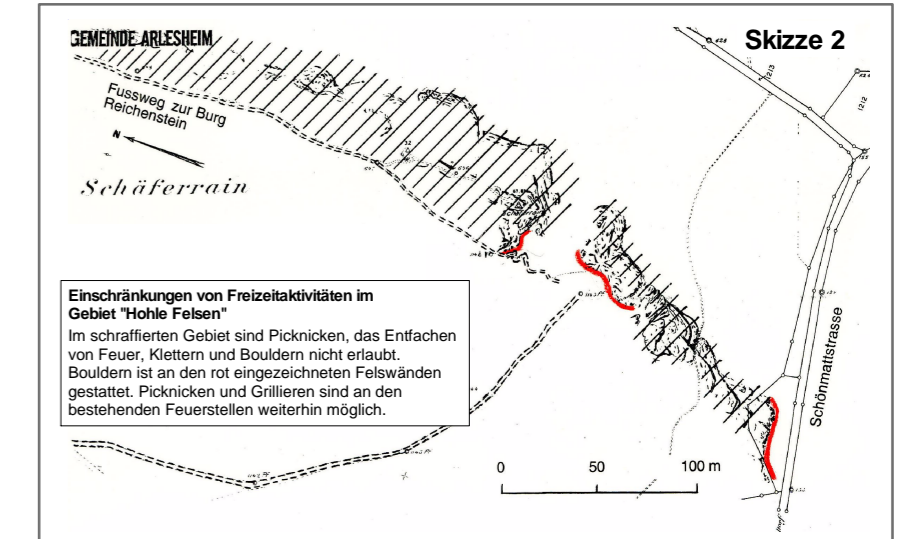 GEMEINDE ARLESHEIM
Skizze 2
Fussweg zur Burg
Reichenstein
N
Schäferrain
1213
1212
Einschränkungen von Freizeitaktivitäten im
Gebiet "Hohle Felsen"
Im schraffierten Gebiet sind Picknicken, das Entfachen
von Feuer, Klettern und Bouldern nicht erlaubt.
Bouldern ist an den rot eingezeichneten Felswänden
gestattet. Picknicken und Grillieren sind an den
bestehenden Feuerstellen weiterhin möglich.
Schönmattstrasse
0 50 100 m